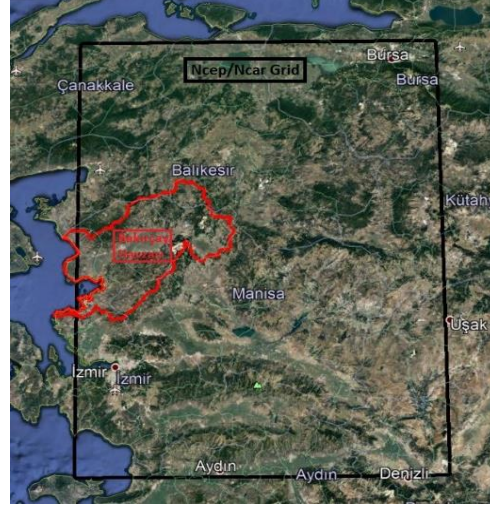 Bursa
Ncep/Ncar Grid
Çanakkale
Bursa
Balıkesir
Kütah
Manisa
Uşak
İzmir
İzmir
Aydın
Aydın
Denizli